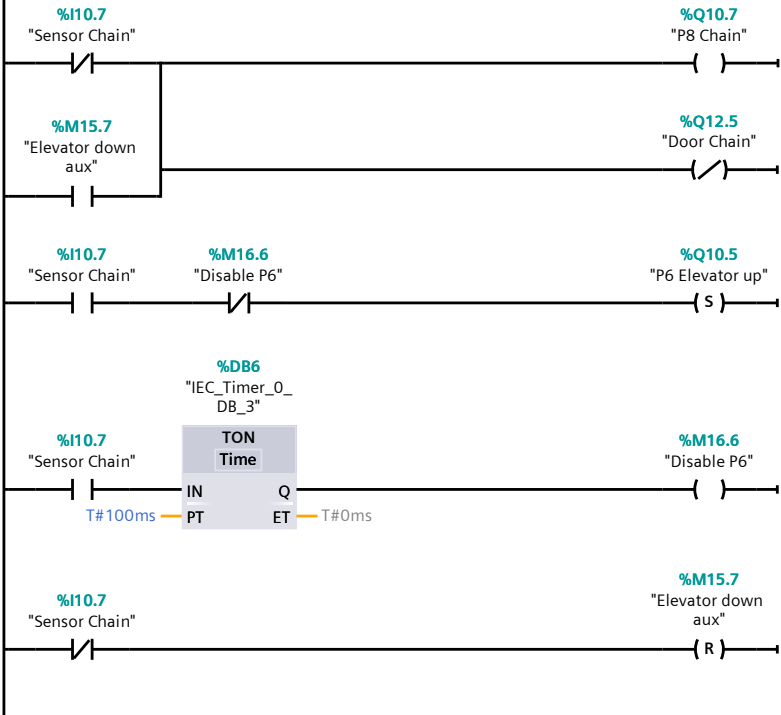 %I10.7
"Sensor Chain"
%Q10.7
"P8 Chain"
%M15.7
"Elevator down
aux"
%Q12.5
"Door Chain"
%I10.7
"Sensor Chain"
%M16.6
"Disable P6"
%Q10.5
"P6 Elevator up"
S
%DB6
"IEC_Timer_0_
DB_3"
TON
Time
%I10.7
"Sensor Chain"
%M16.6
"Disable P6"
IN Q
T#100ms PT ET T#0ms
%I10.7
"Sensor Chain"
%M15.7
"Elevator down
aux"
R